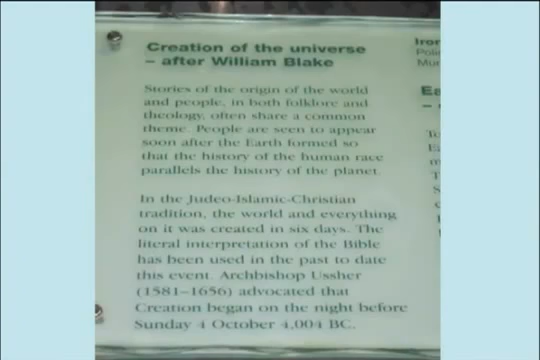 Creation of the universe
– after William Blake
Stories of the origin of the world
and people, in both folklore and
theology, often share a common
theme. People are seen to appear
soon after the Earth formed so
that the history of the human race
parallels the history of the planet.
In the Judeo-Islamic-Christian
tradition, the world and everything
on it was created in six days. The
literal interpretation of the Bible
has been used in the past to date
this event. Archbishop Ussher
(1581–1656) advocated that
Creation began on the night before
Sunday 4 October 4,004 BC.